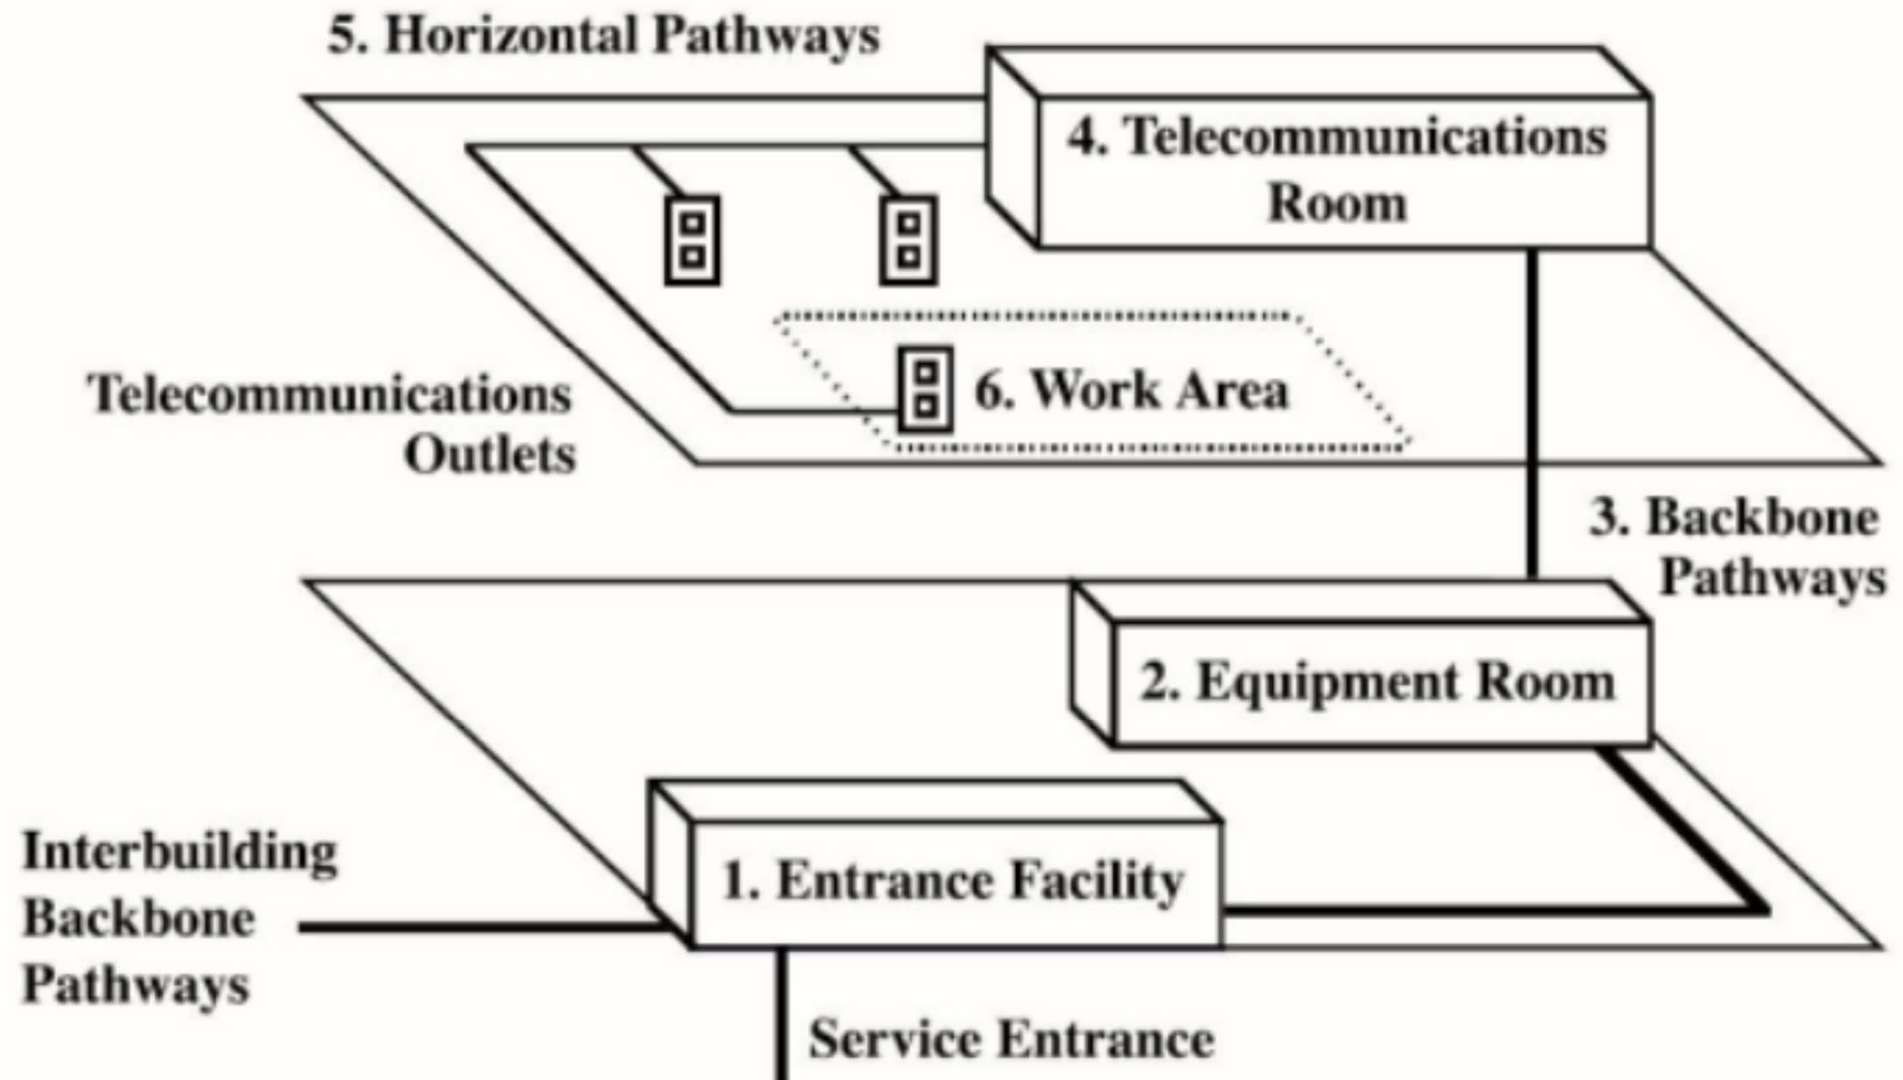 5. Horizontal Pathways
4. Telecommunications
Room
6. Work Area
Telecommunications
Outlets
3. Backbone
Pathways
2. Equipment Room
1. Entrance Facility
Interbuilding
Backbone
Pathways
Service Entrance